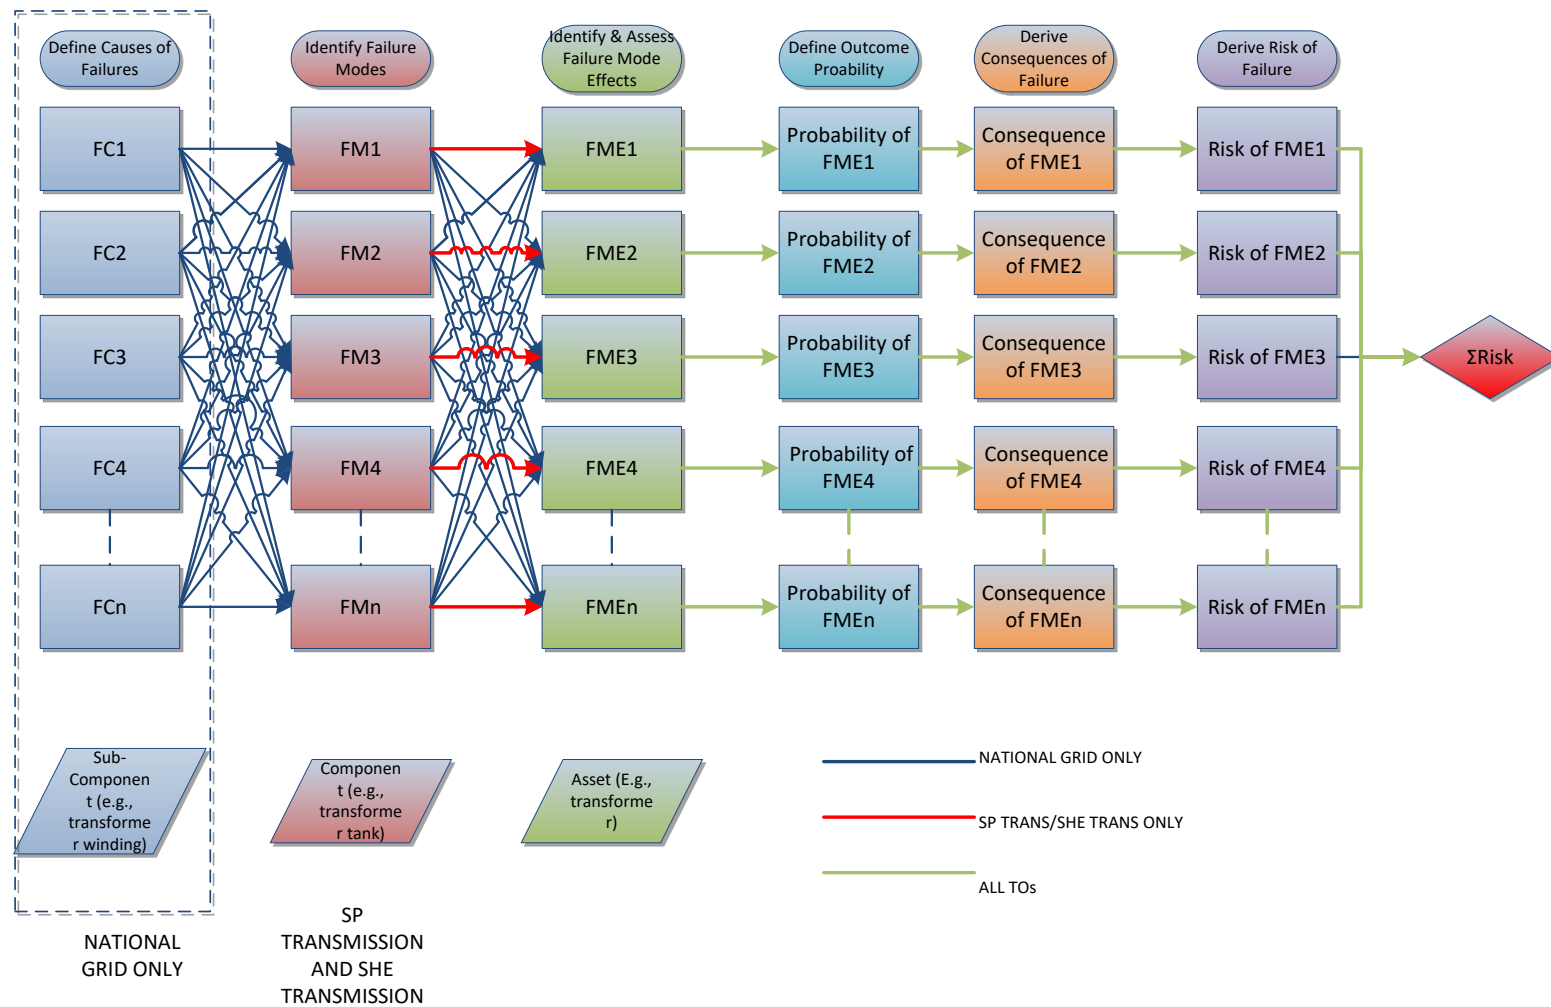 Define Causes of
Failures
Identify Failure
Modes
Identify & Assess
Failure Mode
Effects
Define Outcome
Proability
Derive
Consequences of
Failure
Derive Risk of
Failure
FC1
FM1
FME1
Probability of
FME1
Consequence
of FME1
Risk of FME1
FC2
FM2
FME2
Probability of
FME2
Consequence
of FME2
Risk of FME2
FC3
FM3
FME3
Probability of
FME3
Consequence
of FME3
Risk of FME3
ΣRisk
FC4
FM4
FME4
Probability of
FME4
Consequence
of FME4
Risk of FME4
FCn
FMn
FMEn
Probability of
FMEn
Consequence
of FMEn
Risk of FMEn
Sub-
Componen
t (e.g.,
transforme
r winding)
Componen
t (e.g.,
transforme
r tank)
Asset (E.g.,
transforme
r)
NATIONAL GRID ONLY
SP TRANS/SHE TRANS ONLY
ALL TOs
NATIONAL
GRID ONLY
SP
TRANSMISSION
AND SHE
TRANSMISSION